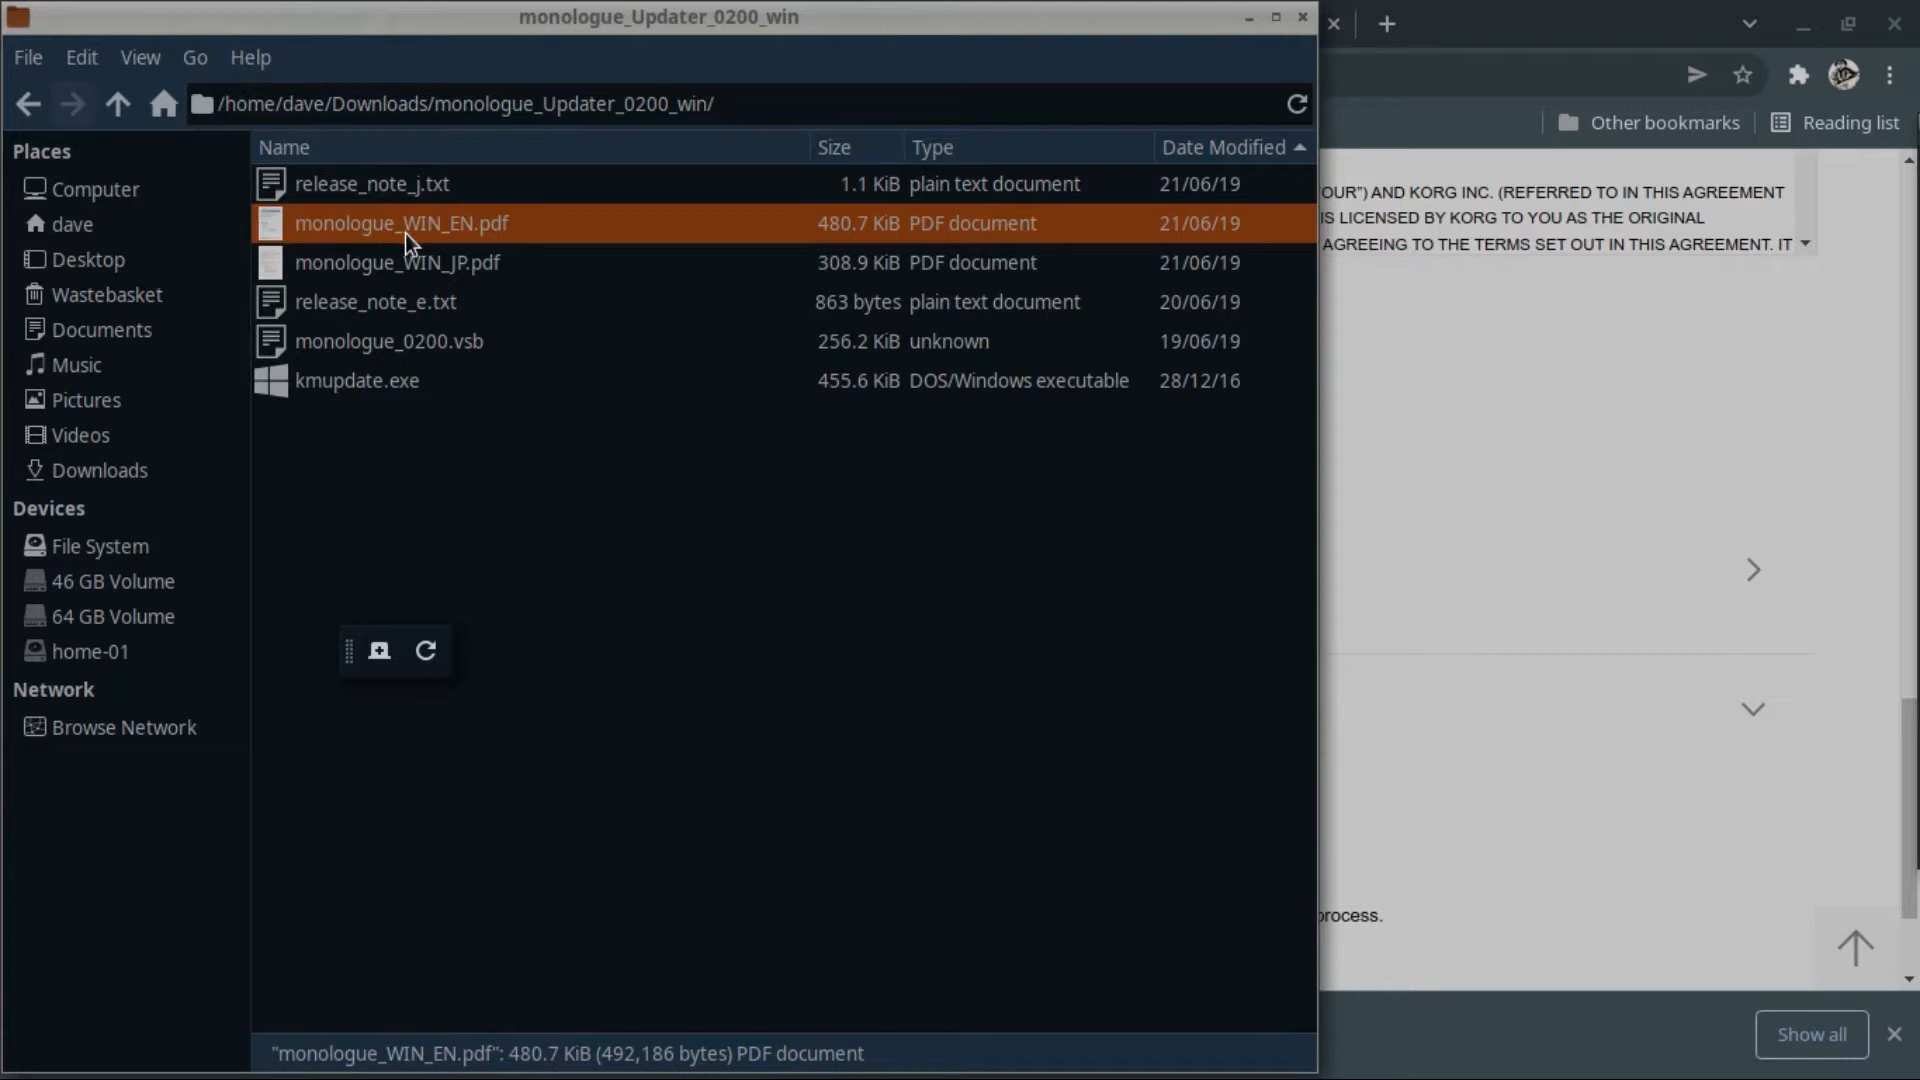 monologue_Updater_0200_win
File Edit View Go Help
/home/dave/Downloads/monologue_Updater_0200_win/
Other bookmarks
Reading list
Places
Computer
dave
Desktop
Wastebasket
Documents
Music
Pictures
Videos
Downloads
Devices
File System
46 GB Volume
64 GB Volume
home-01
Network
Browse Network
Name Size Type Date Modified
release_note_j.txt 1.1 KiB plain text document 21/06/19
monologue_WIN_EN.pdf 480.7 KiB PDF document 21/06/19
monologue_WIN_JP.pdf 308.9 KiB PDF document 21/06/19
release_note_e.txt 863 bytes plain text document 20/06/19
monologue_0200.vsb 256.2 KiB unknown 19/06/19
kmupdate.exe 455.6 KiB DOS/Windows executable 28/12/16
"monologue_WIN_EN.pdf": 480.7 KiB (492,186 bytes) PDF document
OUR") AND KORG INC. (REFERRED TO IN THIS AGREEMENT
IS LICENSED BY KORG TO YOU AS THE ORIGINAL
AGREEING TO THE TERMS SET OUT IN THIS AGREEMENT. IT
process.
Show all